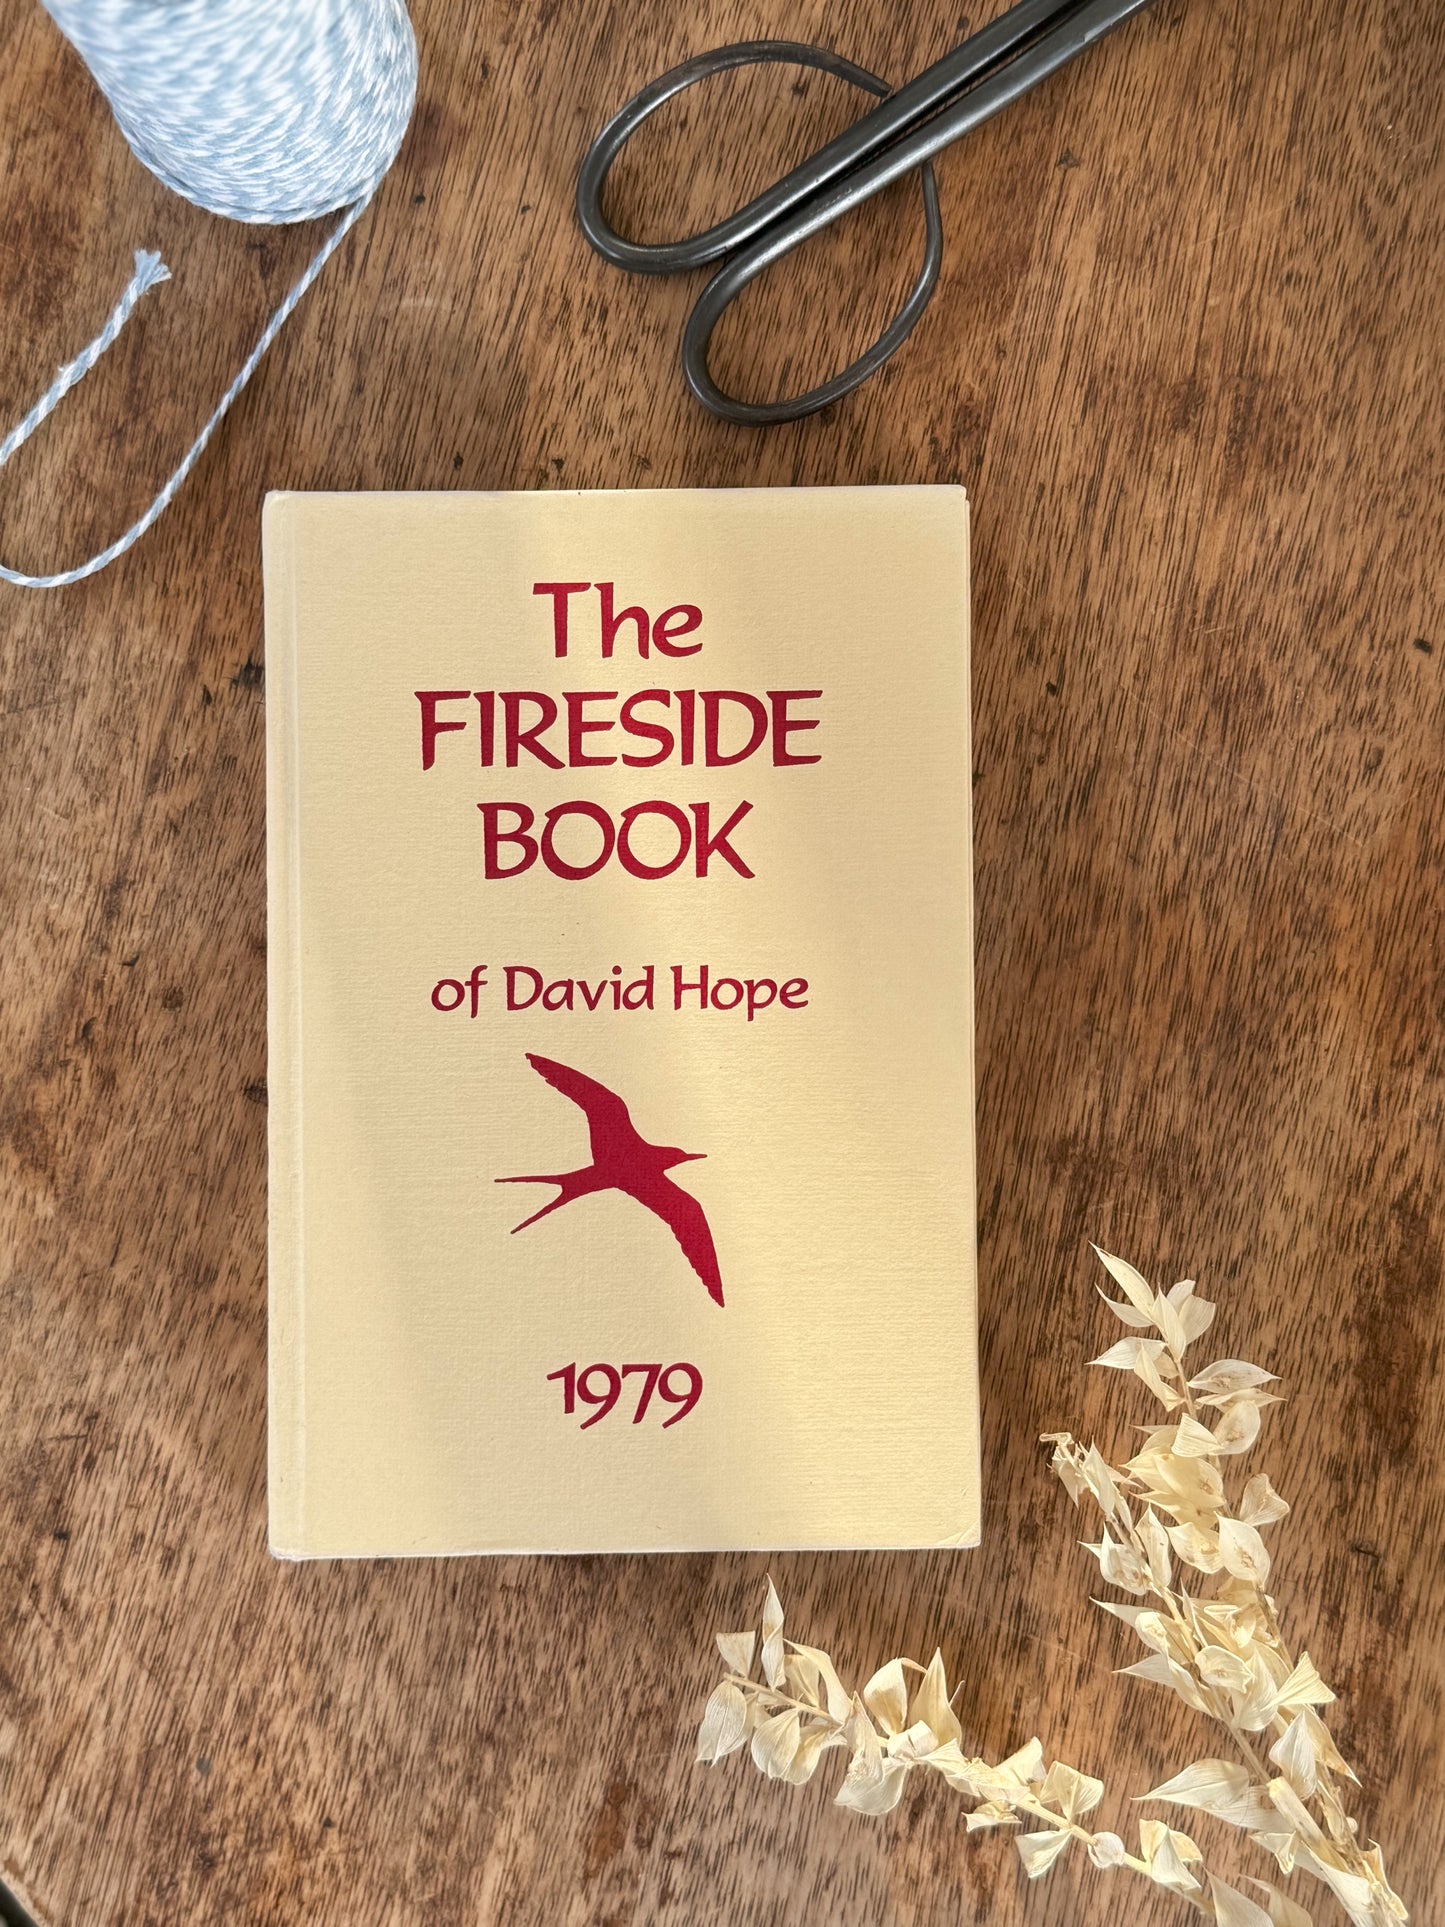 The
FIRESIDE
BOOK
of David Hope
1979